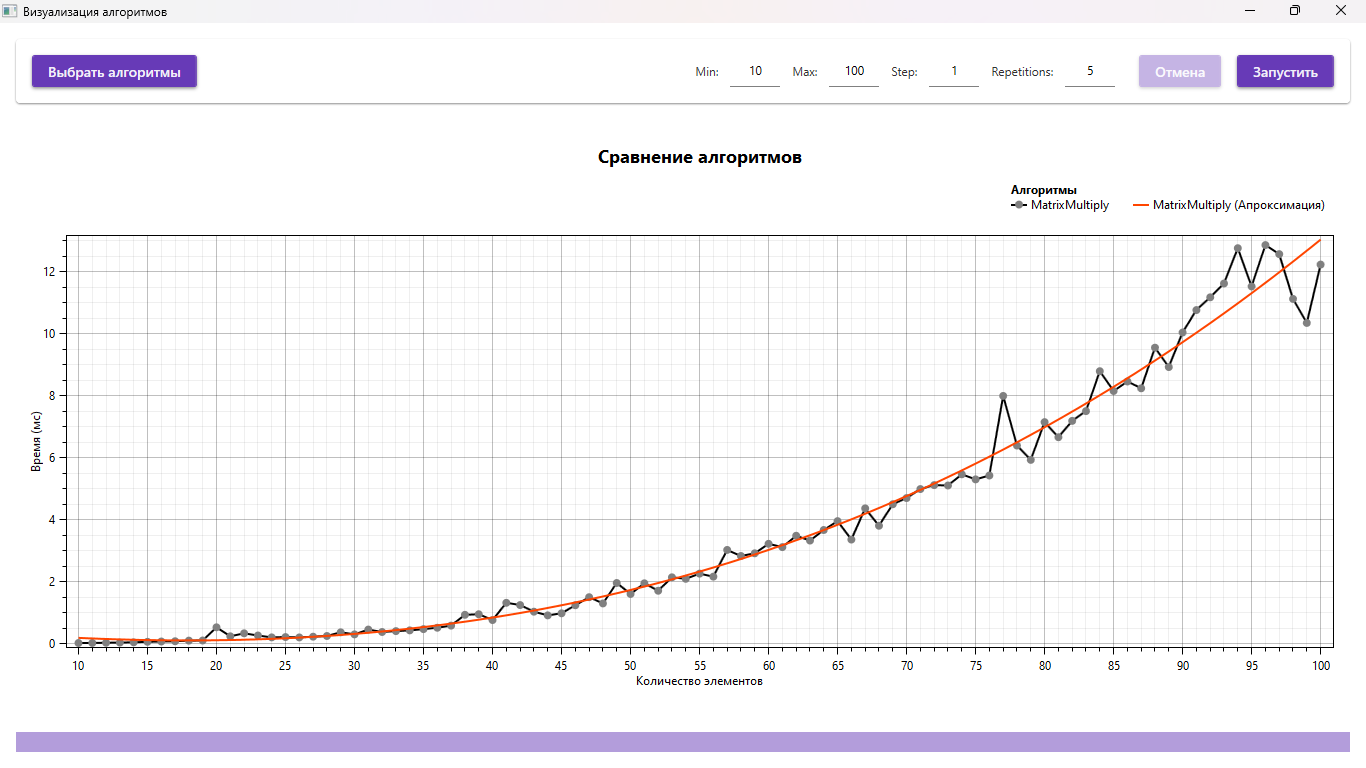 Визуализация алгоритмов
Выбрать алгоритмы Min: 10 Max: 100 Step: 1 Repetitions: 5 Отмена Запустить
Сравнение алгоритмов
Алгоритмы
MatrixMultiply MatrixMultiply (Апроксимация)
12
10
8
6
4
2
0
Время (мс)
10 15 20 25 30 35 40 45 50 55 60 65 70 75 80 85 90 95 100
Количество элементов